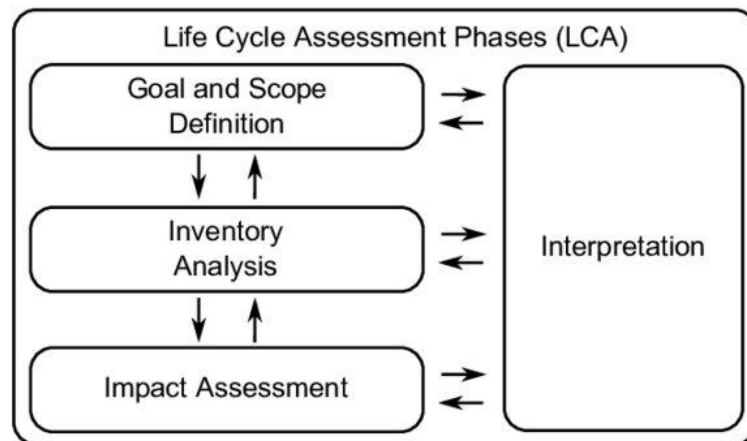 Life Cycle Assessment Phases (LCA)
Goal and Scope
Definition
Inventory
Analysis
Interpretation
Impact Assessment